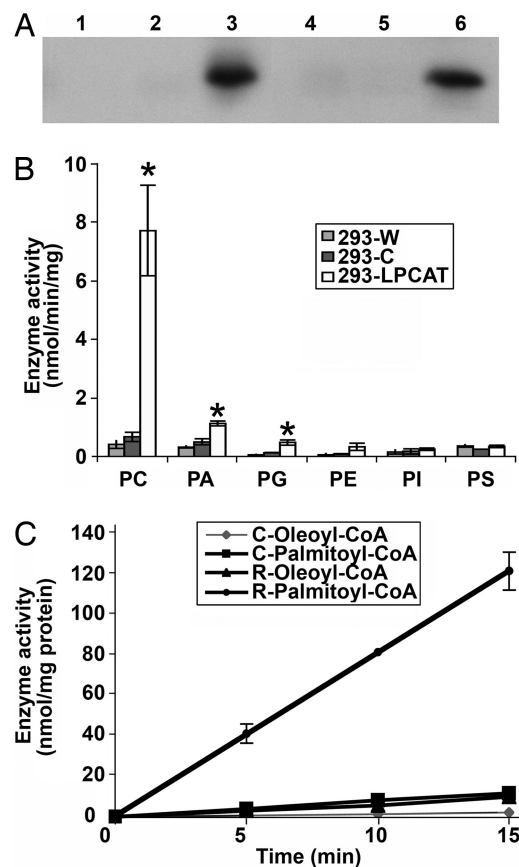 A
1 2 3 4 5 6
B
Enzyme activity
(nmol/min/mg)
10
8
6
4
2
0
*
*
*
293-W
293-C
293-LPCAT
PC PA PG PE PI PS
C
Enzyme activity
(nmol/mg protein)
140
120
100
80
60
40
20
0
C-Oleoyl-CoA
C-Palmitoyl-CoA
R-Oleoyl-CoA
R-Palmitoyl-CoA
0 5 10 15
Time (min)